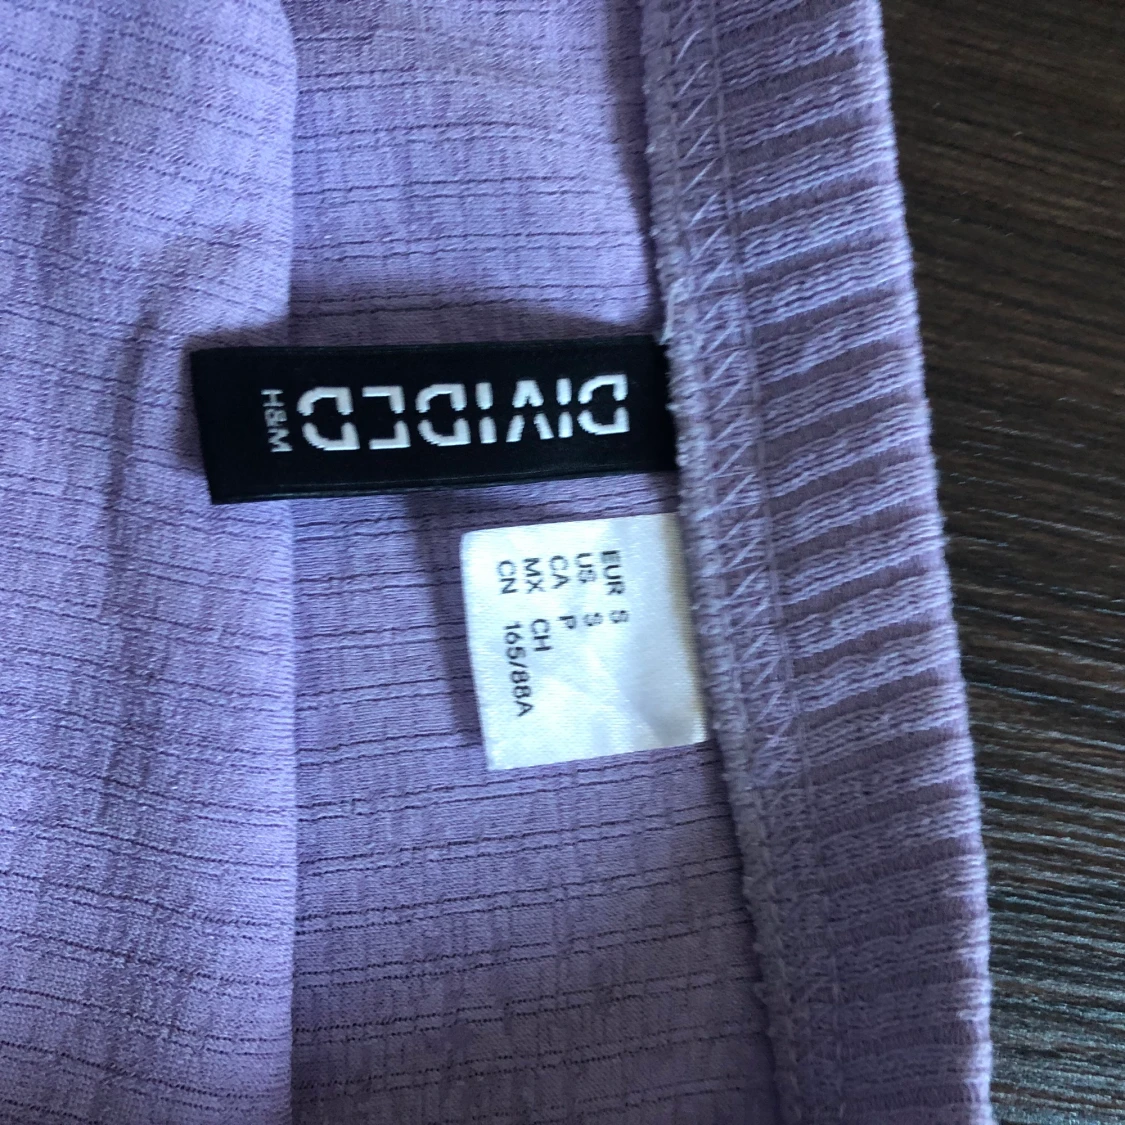 DIVIDED
H&M
EUR S
US S
CA P
MX CH
CN 165/88A